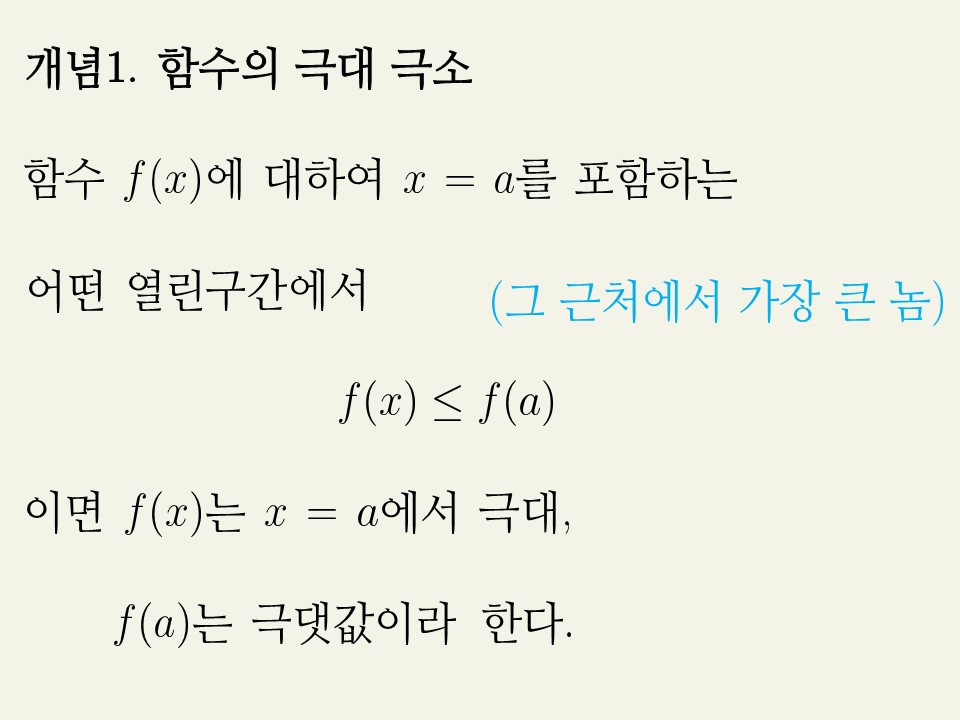 개념1. 함수의 극대 극소
함수 f(x)에 대하여 x = a를 포함하는
어떤 열린구간에서 (그 근처에서 가장 큰 놈)
f(x) ≤ f(a)
이면 f(x)는 x = a에서 극대,
f(a)는 극댓값이라 한다.